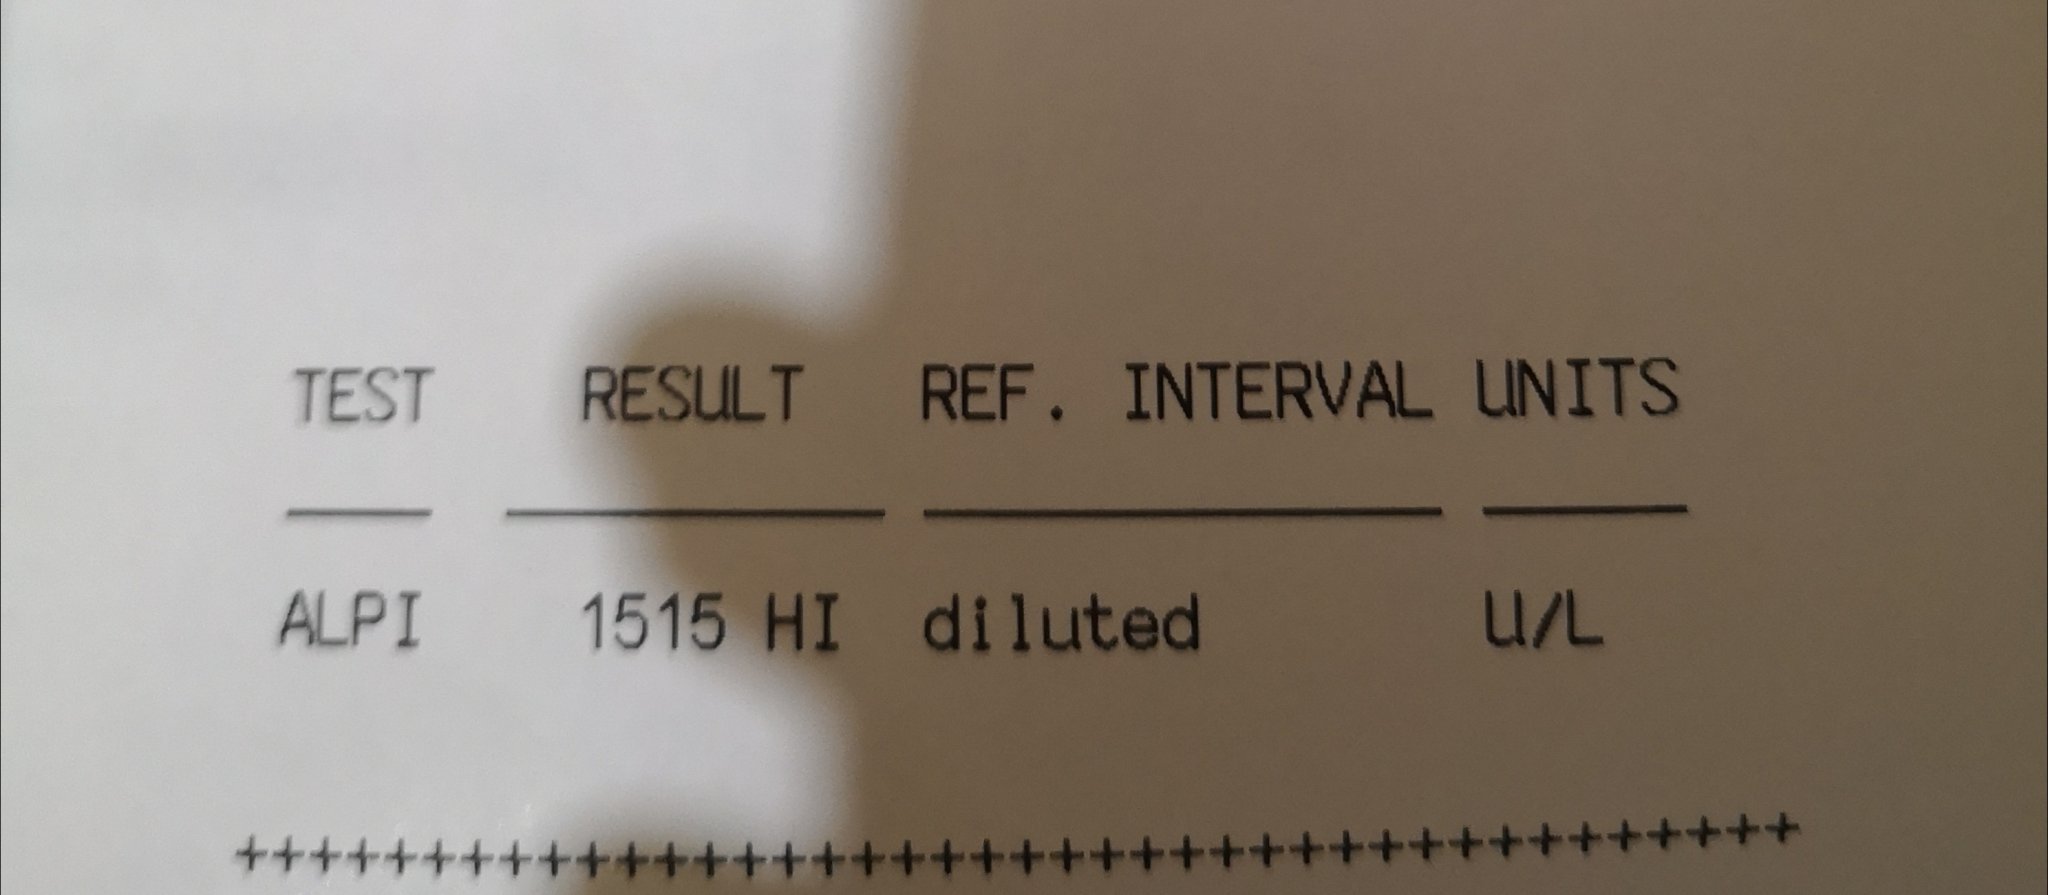 TEST RESULT REF. INTERVAL UNITS
ALPI 1515 HI diluted U/L
++++++++++++++++++++++++++++++++++++++++